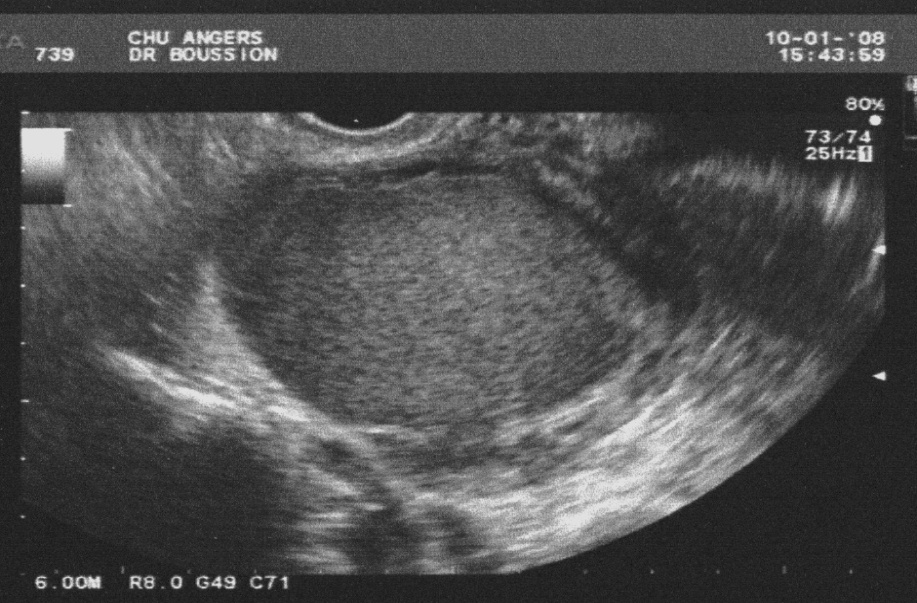 CHU ANGERS
10-01-'08
739 DR BOUSSION
15:43:59
80%
73/74
25Hz 1
6.00M R8.0 G49 C71